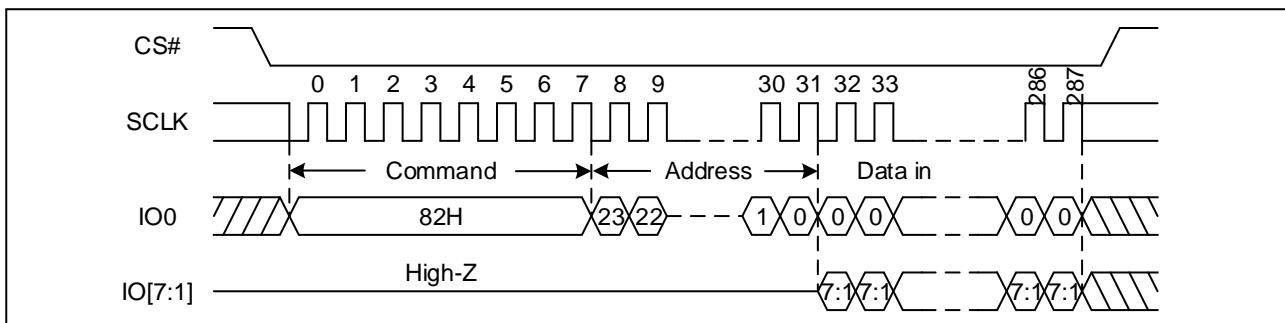 CS#
0 1 2 3 4 5 6 7 8 9 30 31 32 33 286 287
SCLK
Command Address Data in
IO0 82H 23 22 1 0 0 0 0 0
High-Z
IO[7:1] 7:1 7:1 7:1 7:1